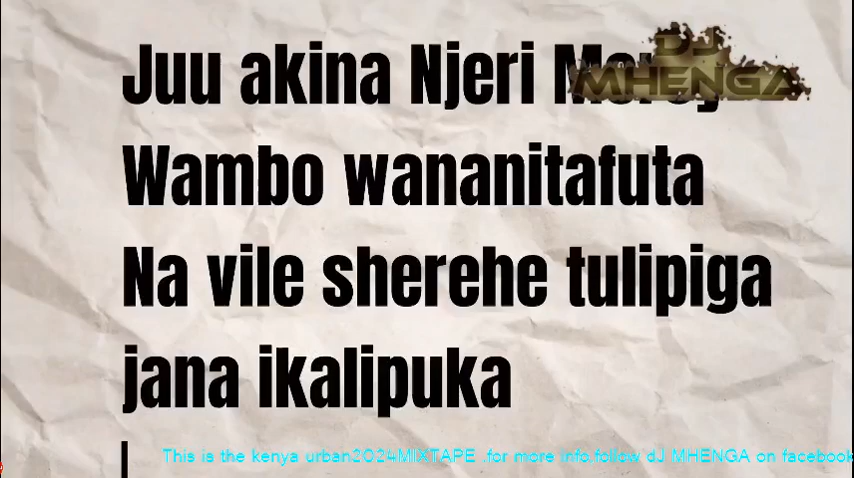 Juu akina Njeri
DJ
MHENGA
Wambo wananitafuta
Na vile sherehe tulipiga
jana ikalipuka
This is the kenya urban2024MIXTAPE .for more info.follow dJ MHENGA on facebook